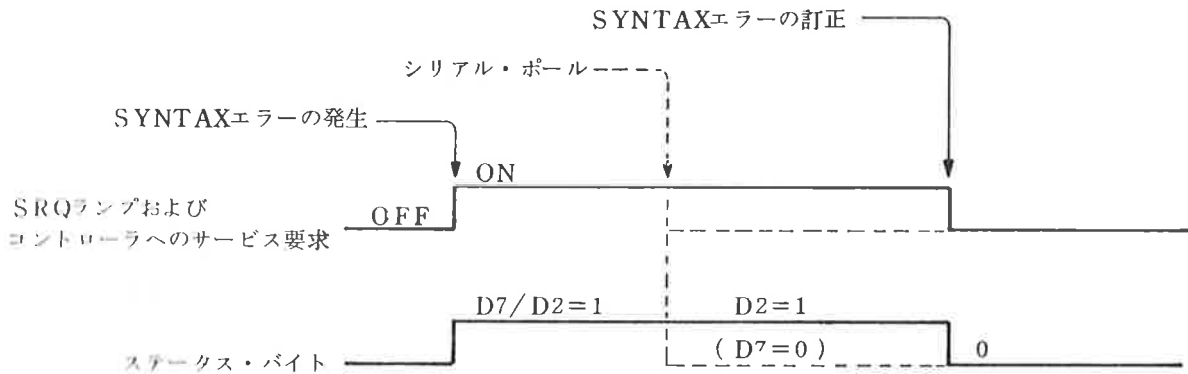 SYNTAXエラーの訂正
シリアル・ポール
SYNTAXエラーの発生
ON
SRQランプおよび
OFF
コントローラへのサービス要求
D7/D2=1
D2=1
(D7=0)
0
ステータス・バイト